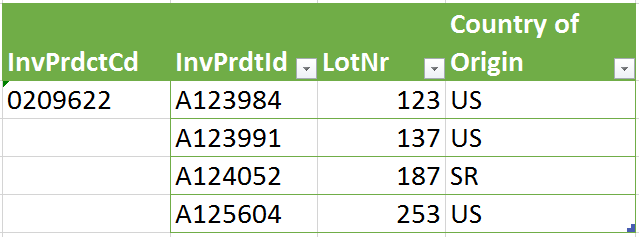 InvPrdctCd InvPrdtId LotNr Country of Origin
0209622 A123984 123 US
A123991 137 US
A124052 187 SR
A125604 253 US